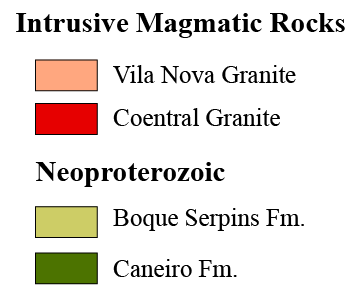 Intrusive Magmatic Rocks
Vila Nova Granite
Coentral Granite
Neoproterozoic
Boque Serpins Fm.
Caneiro Fm.